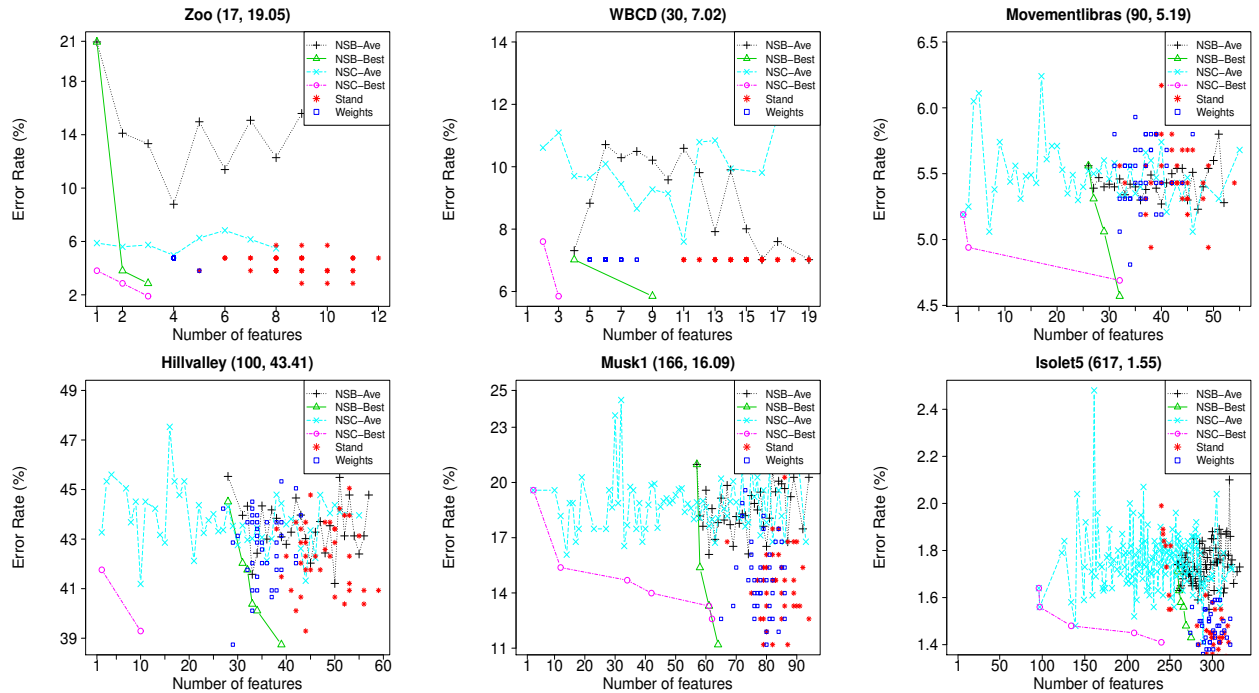 Zoo (17, 19.05)
Error Rate (%)
21
18
14
10
6
2
NSB−Ave
NSB−Best
NSC−Ave
NSC−Best
Stand
Weights
1 2 4 6 8 10 12
Number of features
WBCD (30, 7.02)
Error Rate (%)
14
12
10
8
6
NSB−Ave
NSB−Best
NSC−Ave
NSC−Best
Stand
Weights
1 3 5 7 9 11 13 15 17 19
Number of features
Movementlibras (90, 5.19)
Error Rate (%)
6.5
6.0
5.5
5.0
4.5
NSB−Ave
NSB−Best
NSC−Ave
NSC−Best
Stand
Weights
1 10 20 30 40 50
Number of features
Hillvalley (100, 43.41)
Error Rate (%)
49
47
45
43
41
39
NSB−Ave
NSB−Best
NSC−Ave
NSC−Best
Stand
Weights
1 10 20 30 40 50 60
Number of features
Musk1 (166, 16.09)
Error Rate (%)
25
23
20
17
14
11
NSB−Ave
NSB−Best
NSC−Ave
NSC−Best
Stand
Weights
1 10 20 30 40 50 60 70 80 90
Number of features
Isolet5 (617, 1.55)
Error Rate (%)
2.4
2.2
2.0
1.8
1.6
1.4
NSB−Ave
NSB−Best
NSC−Ave
NSC−Best
Stand
Weights
1 50 100 150 200 250 300
Number of features